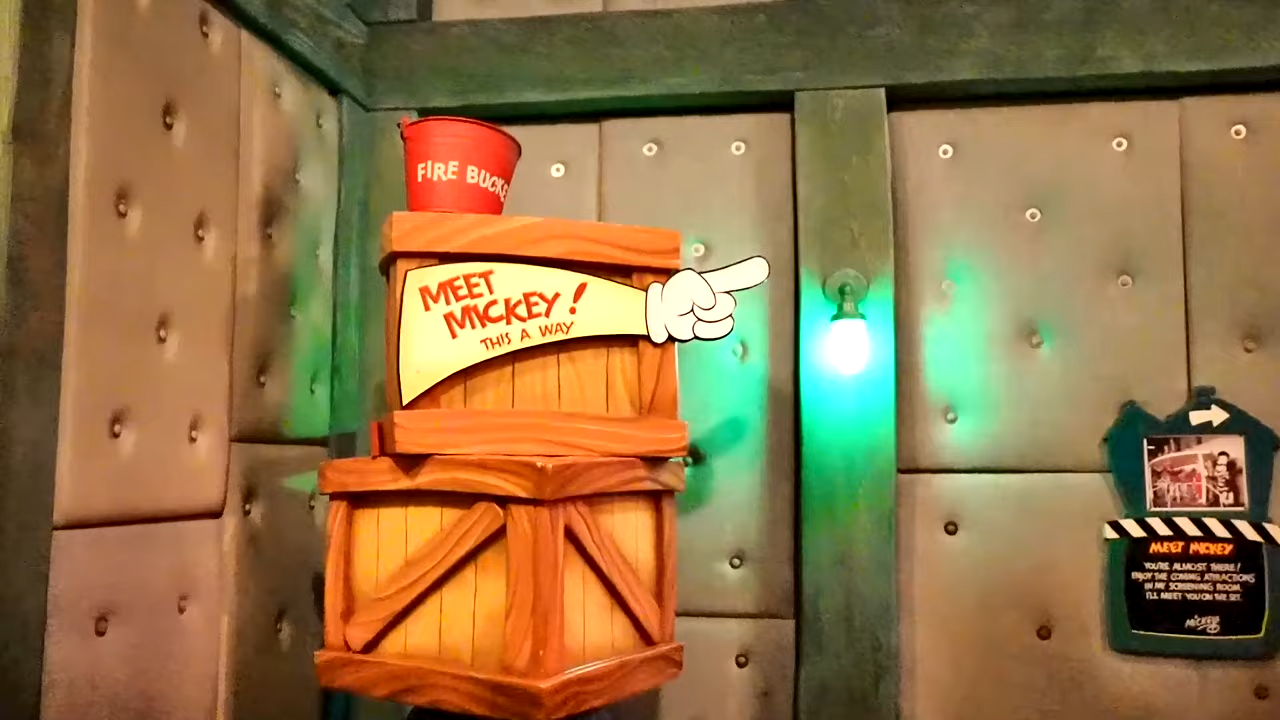 FIRE BUCKE
MEET
MICKEY!
THIS A WAY
MEET MICKEY
YOU'RE ALMOST THERE!
ENJOY THE COMING ATTRACTIONS
IN MY SCREENING ROOM.
I'LL MEET YOU ON THE SET.
MICKEY